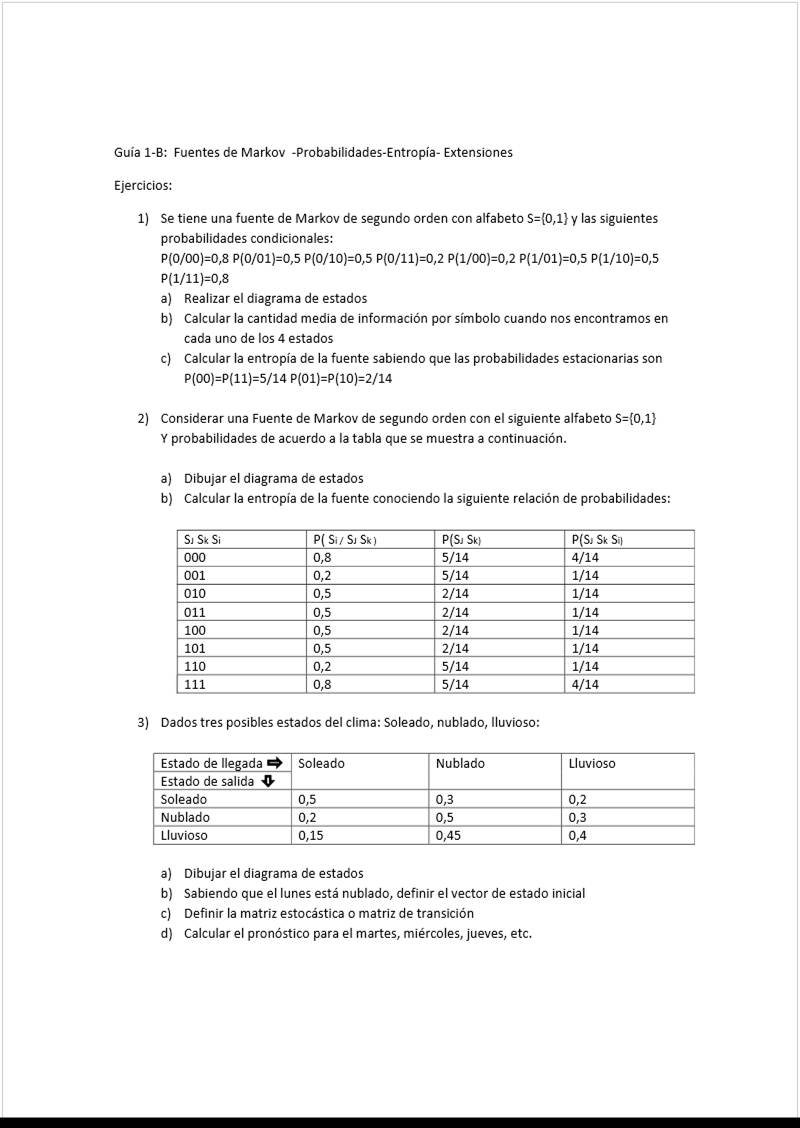 Guía 1-B: Fuentes de Markov -Probabilidades-Entropía- Extensiones
Ejercicios:
1) Se tiene una fuente de Markov de segundo orden con alfabeto S={0,1} y las siguientes
probabilidades condicionales:
P(0/00)=0,8 P(0/01)=0,5 P(0/10)=0,5 P(0/11)=0,2 P(1/00)=0,2 P(1/01)=0,5 P(1/10)=0,5
P(1/11)=0,8
a) Realizar el diagrama de estados
b) Calcular la cantidad media de información por símbolo cuando nos encontramos en
cada uno de los 4 estados
c) Calcular la entropía de la fuente sabiendo que las probabilidades estacionarias son
P(00)=P(11)=5/14 P(01)=P(10)=2/14
2) Considerar una Fuente de Markov de segundo orden con el siguiente alfabeto S={0,1}
Y probabilidades de acuerdo a la tabla que se muestra a continuación.
a) Dibujar el diagrama de estados
b) Calcular la entropía de la fuente conociendo la siguiente relación de probabilidades:
SJ Sk Si P( Si / SJ Sk ) P(SJ Sk) P(SJ Sk Si)
000 0,8 5/14 4/14
001 0,2 5/14 1/14
010 0,5 2/14 1/14
011 0,5 2/14 1/14
100 0,5 2/14 1/14
101 0,5 2/14 1/14
110 0,2 5/14 1/14
111 0,8 5/14 4/14
3) Dados tres posibles estados del clima: Soleado, nublado, lluvioso:
Estado de llegada ⇨ Soleado Nublado Lluvioso
Estado de salida ⇩
Soleado 0,5 0,3 0,2
Nublado 0,2 0,5 0,3
Lluvioso 0,15 0,45 0,4
a) Dibujar el diagrama de estados
b) Sabiendo que el lunes está nublado, definir el vector de estado inicial
c) Definir la matriz estocástica o matriz de transición
d) Calcular el pronóstico para el martes, miércoles, jueves, etc.